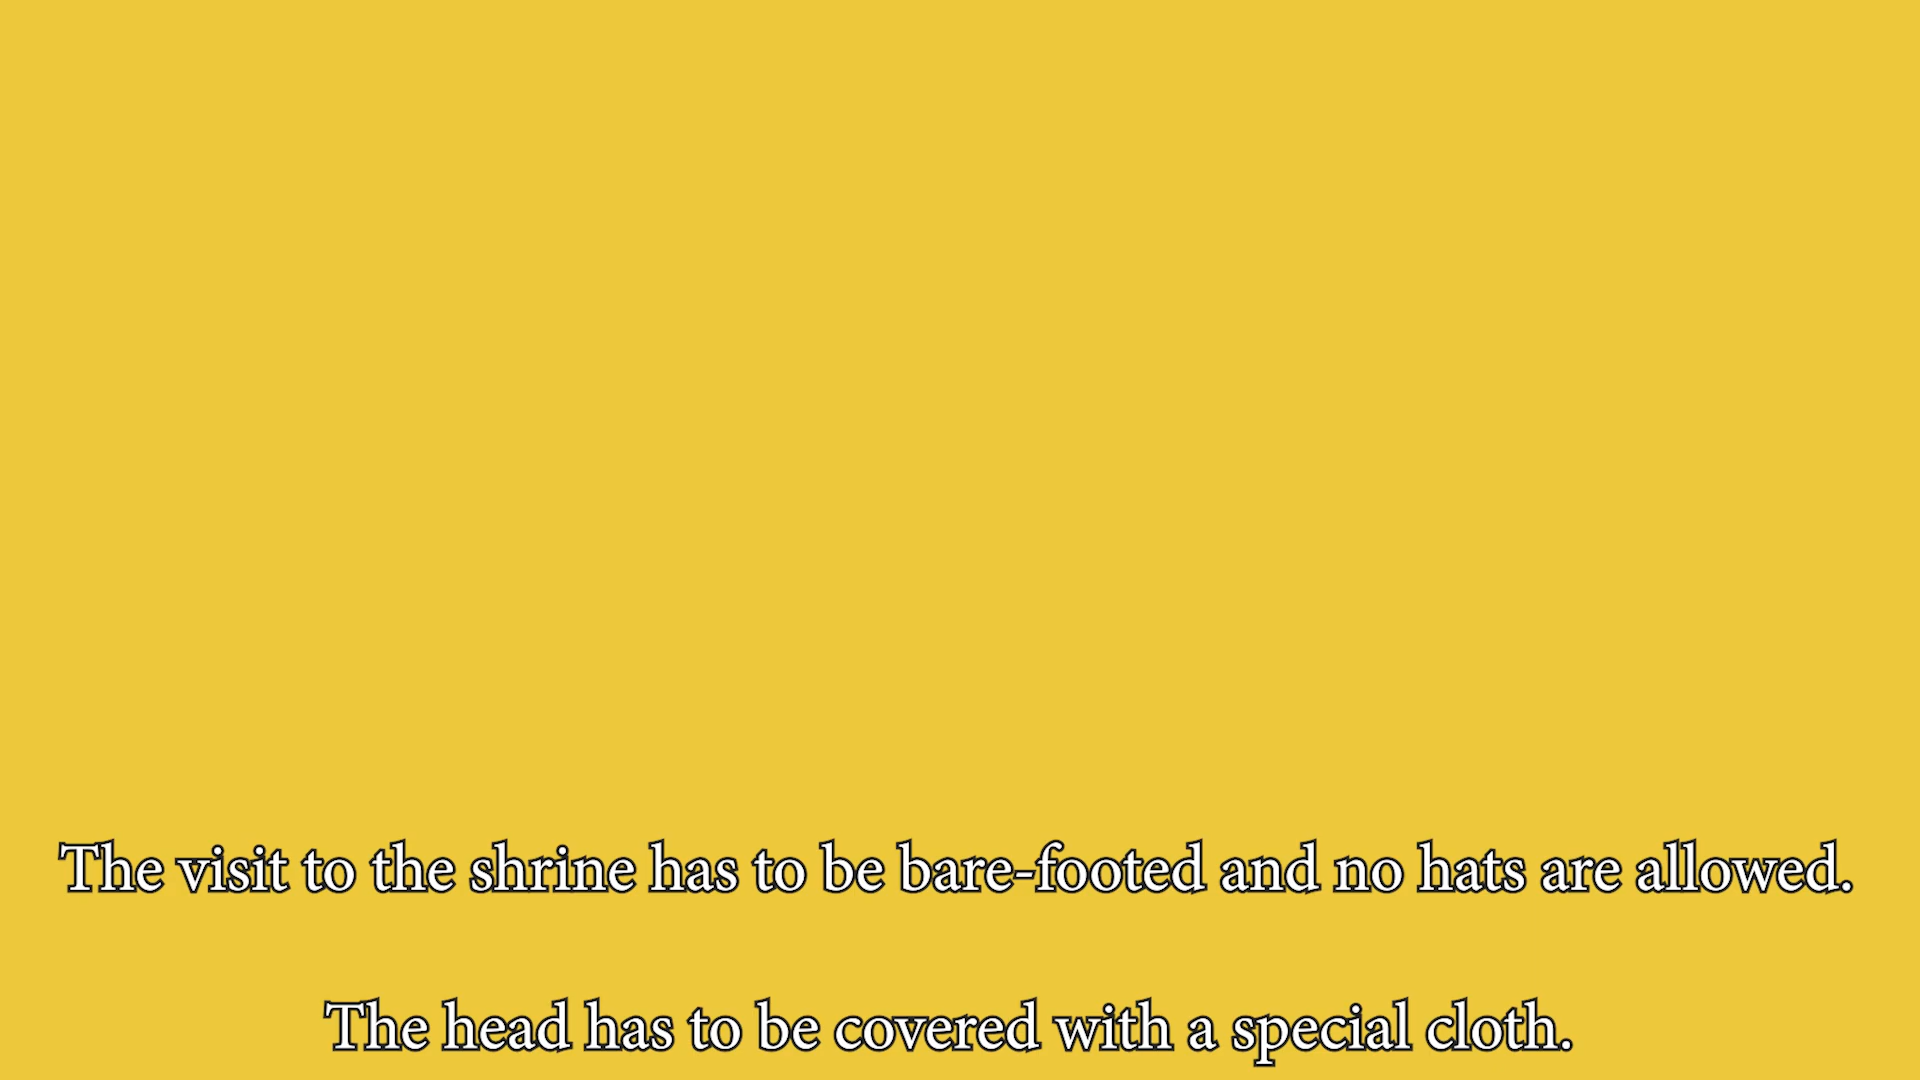 The visit to the shrine has to be bare-footed and no hats are allowed.
The head has to be covered with a special cloth.